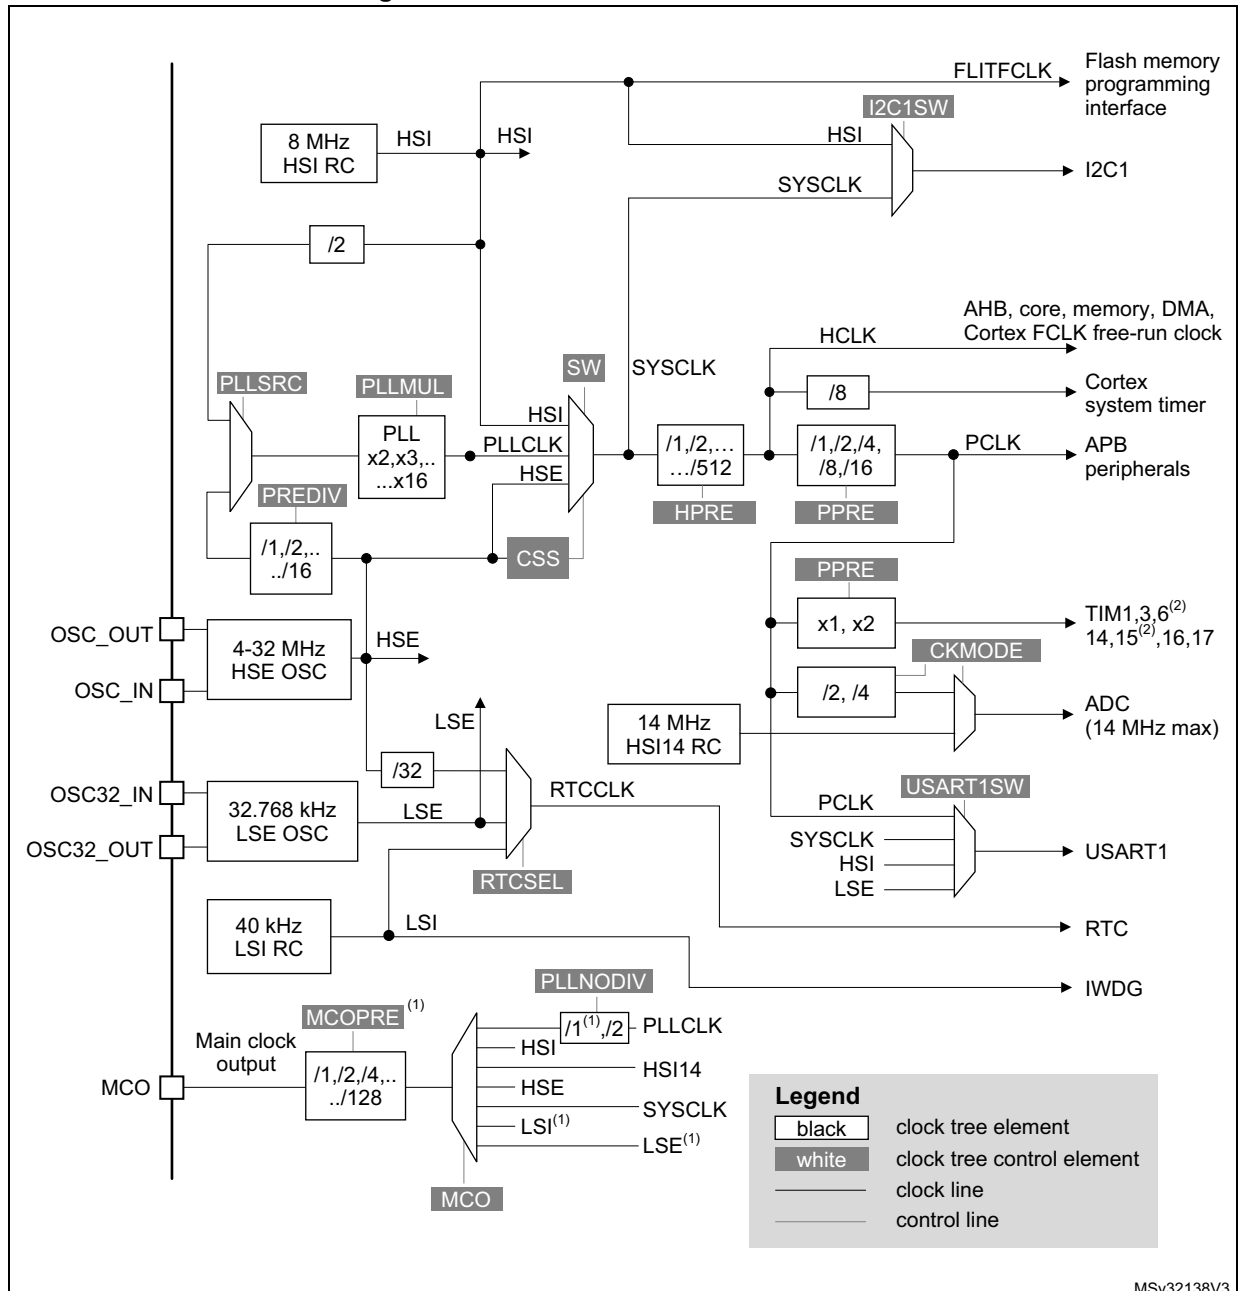 FLITFCLK
Flash memory
programming
interface
I2C1SW
8 MHz
HSI RC
HSI
HSI
HSI
SYSCLK
I2C1
/2
AHB, core, memory, DMA,
Cortex FCLK free-run clock
HCLK
SW
SYSCLK
PLLSRC
PLLMUL
/8
Cortex
system timer
HSI
PLL
x2,x3,..
...x16
PLLCLK
HSE
/1,/2,...
.../512
/1,/2,4,
/8,/16
PCLK
APB
peripherals
PREDIV
HPRE
PPRE
/1,/2,..
../16
CSS
PPRE
OSC_OUT
4-32 MHz
HSE OSC
HSE
x1, x2
TIM1,3,6(2)
14,15(2),16,17
CKMODE
OSC_IN
/2, /4
14 MHz
HSI14 RC
ADC
(14 MHz max)
LSE
/32
OSC32_IN
32.768 kHz
LSE OSC
LSE
RTCCLK
USART1SW
PCLK
SYSCLK
HSI
LSE
USART1
OSC32_OUT
RTCSEL
40 kHz
LSI RC
LSI
RTC
IWDG
PLLNODIV
MCOPRE (1)
/1(1),/2
PLLCLK
Main clock
output
HSI
/1,/2,/4,..
../128
HSI14
MCO
HSE
SYSCLK
LSI(1)
LSE(1)
MCO
Legend
black
clock tree element
white
clock tree control element
clock line
control line
MSv32138V3